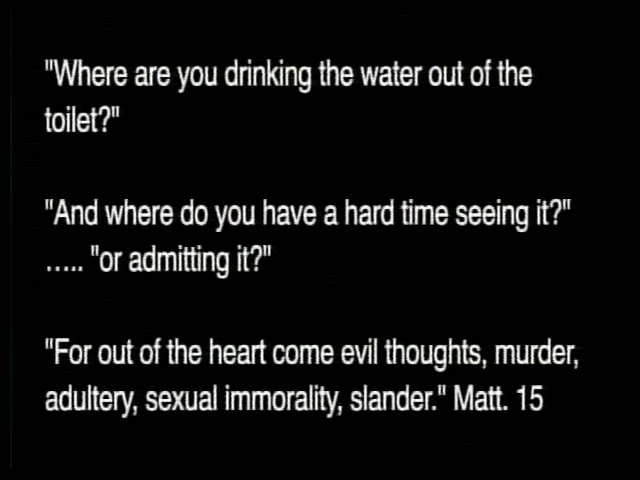 "Where are you drinking the water out of the
toilet?"
"And where do you have a hard time seeing it?"
..... "or admitting it?"
"For out of the heart come evil thoughts, murder,
adultery, sexual immorality, slander." Matt. 15